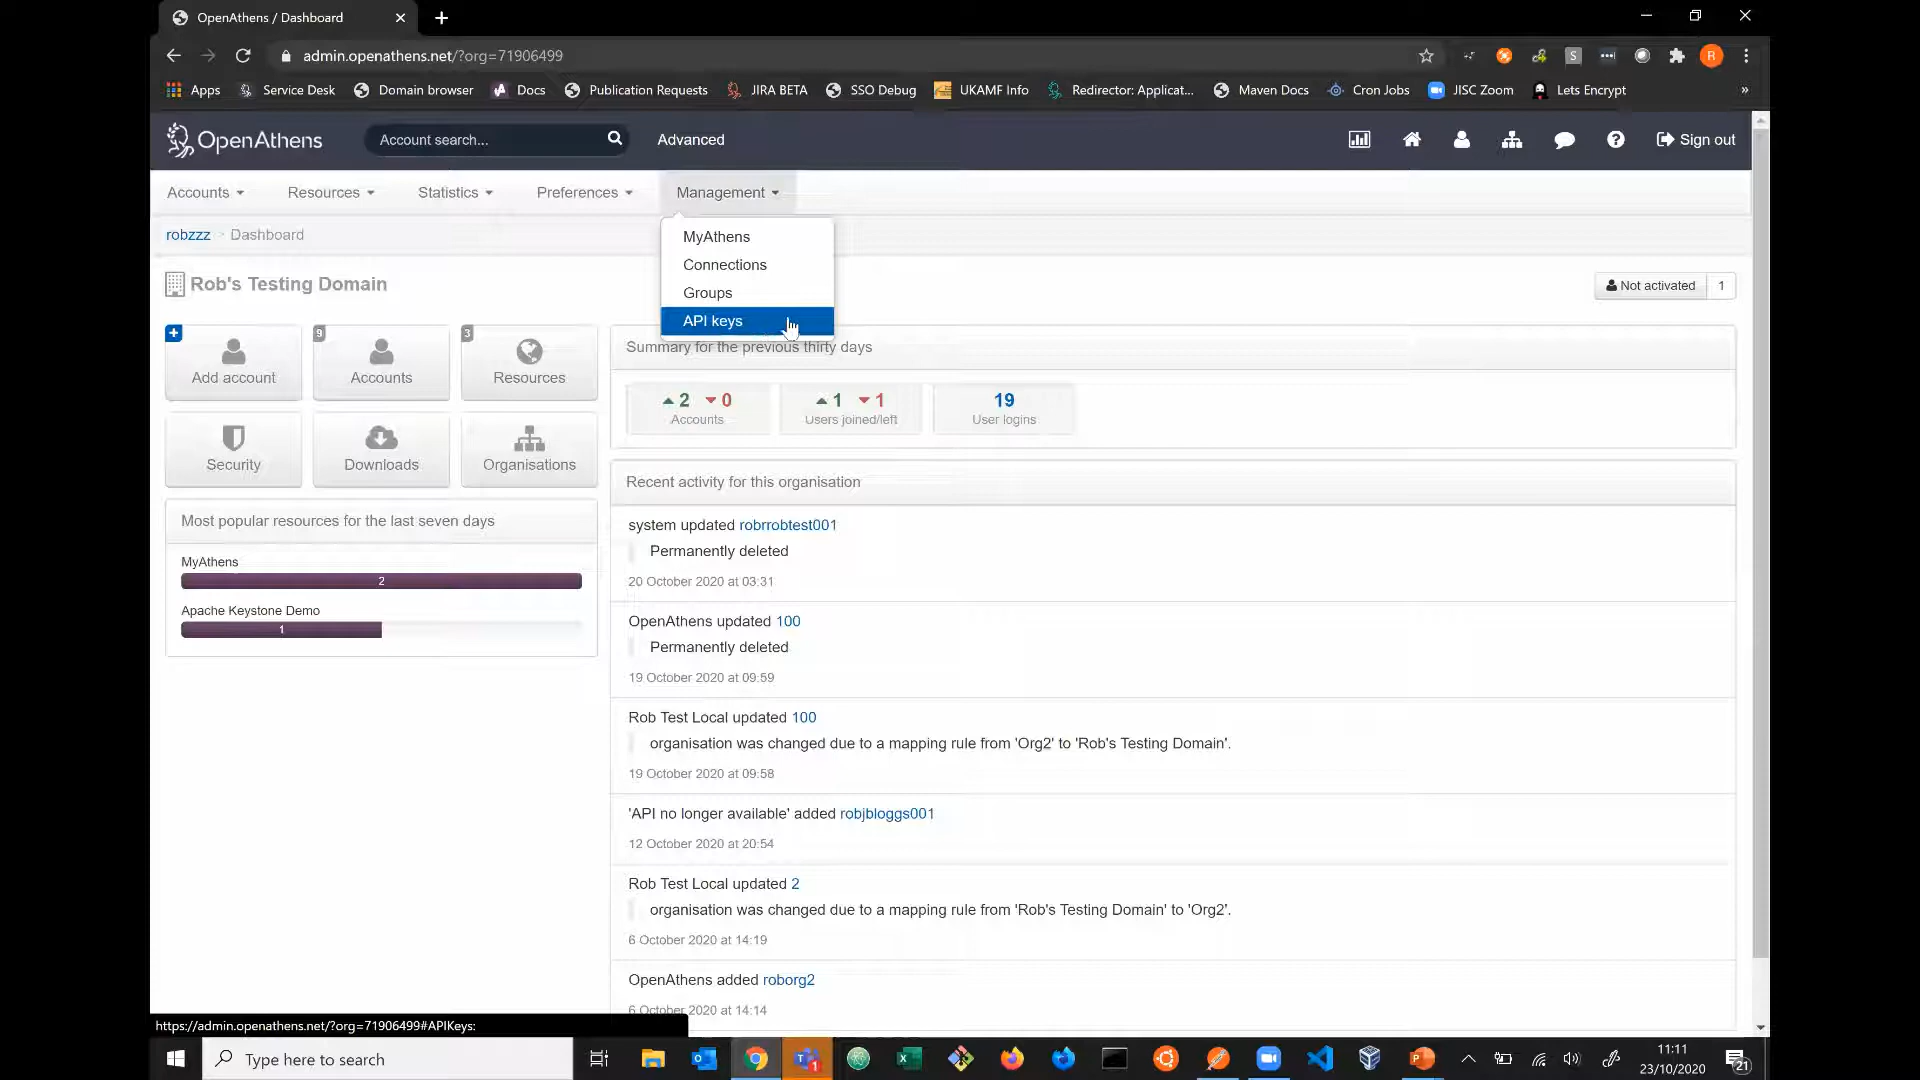 OpenAthens / Dashboard
admin.openathens.net/?org=71906499
S
R
Apps
Service Desk
Domain browser
Docs
Publication Requests
JIRA BETA
SSO Debug
UKAMF Info
Redirector: Applicat...
Maven Docs
Cron Jobs
JISC Zoom
Lets Encrypt
»
OpenAthens
Account search...
Advanced
Sign out
Accounts
Resources
Statistics
Preferences
Management
robzzz
Dashboard
MyAthens
Connections
Groups
API keys
Rob's Testing Domain
Not activated 1
Add account
9
Accounts
3
Resources
Security
Downloads
Organisations
Most popular resources for the last seven days
MyAthens
2
Apache Keystone Demo
1
Summary for the previous thirty days
2 0
Accounts
1 1
Users joined/left
19
User logins
Recent activity for this organisation
system updated robrrobtest001
Permanently deleted
20 October 2020 at 03:31
OpenAthens updated 100
Permanently deleted
19 October 2020 at 09:59
Rob Test Local updated 100
organisation was changed due to a mapping rule from 'Org2' to 'Rob's Testing Domain'.
19 October 2020 at 09:58
'API no longer available' added robjbloggs001
12 October 2020 at 20:54
Rob Test Local updated 2
organisation was changed due to a mapping rule from 'Rob's Testing Domain' to 'Org2'.
6 October 2020 at 14:19
OpenAthens added roborg2
6 October 2020 at 14:14
https://admin.openathens.net/?org=71906499#APIKeys:
Type here to search
11:11
23/10/2020
21